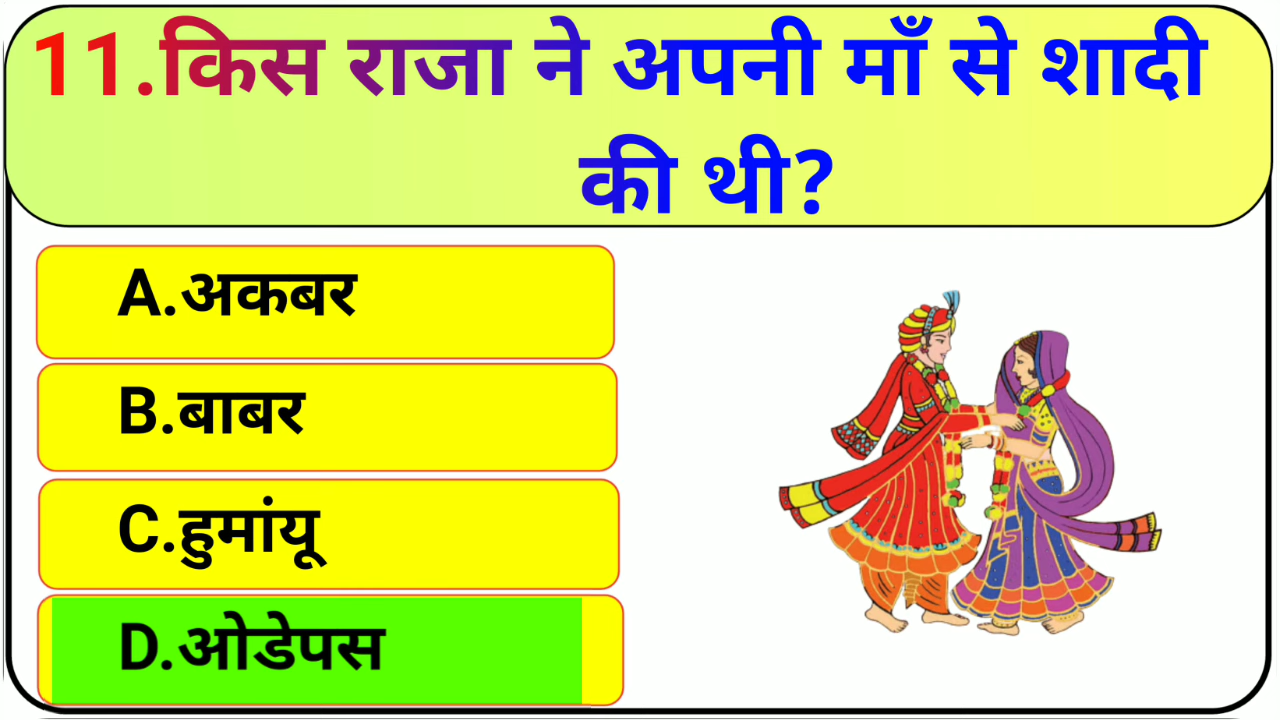 11.किस राजा ने अपनी माँ से शादी
की थी?
A.अकबर
B.बाबर
C.हुमांयू
D.ओडेपस